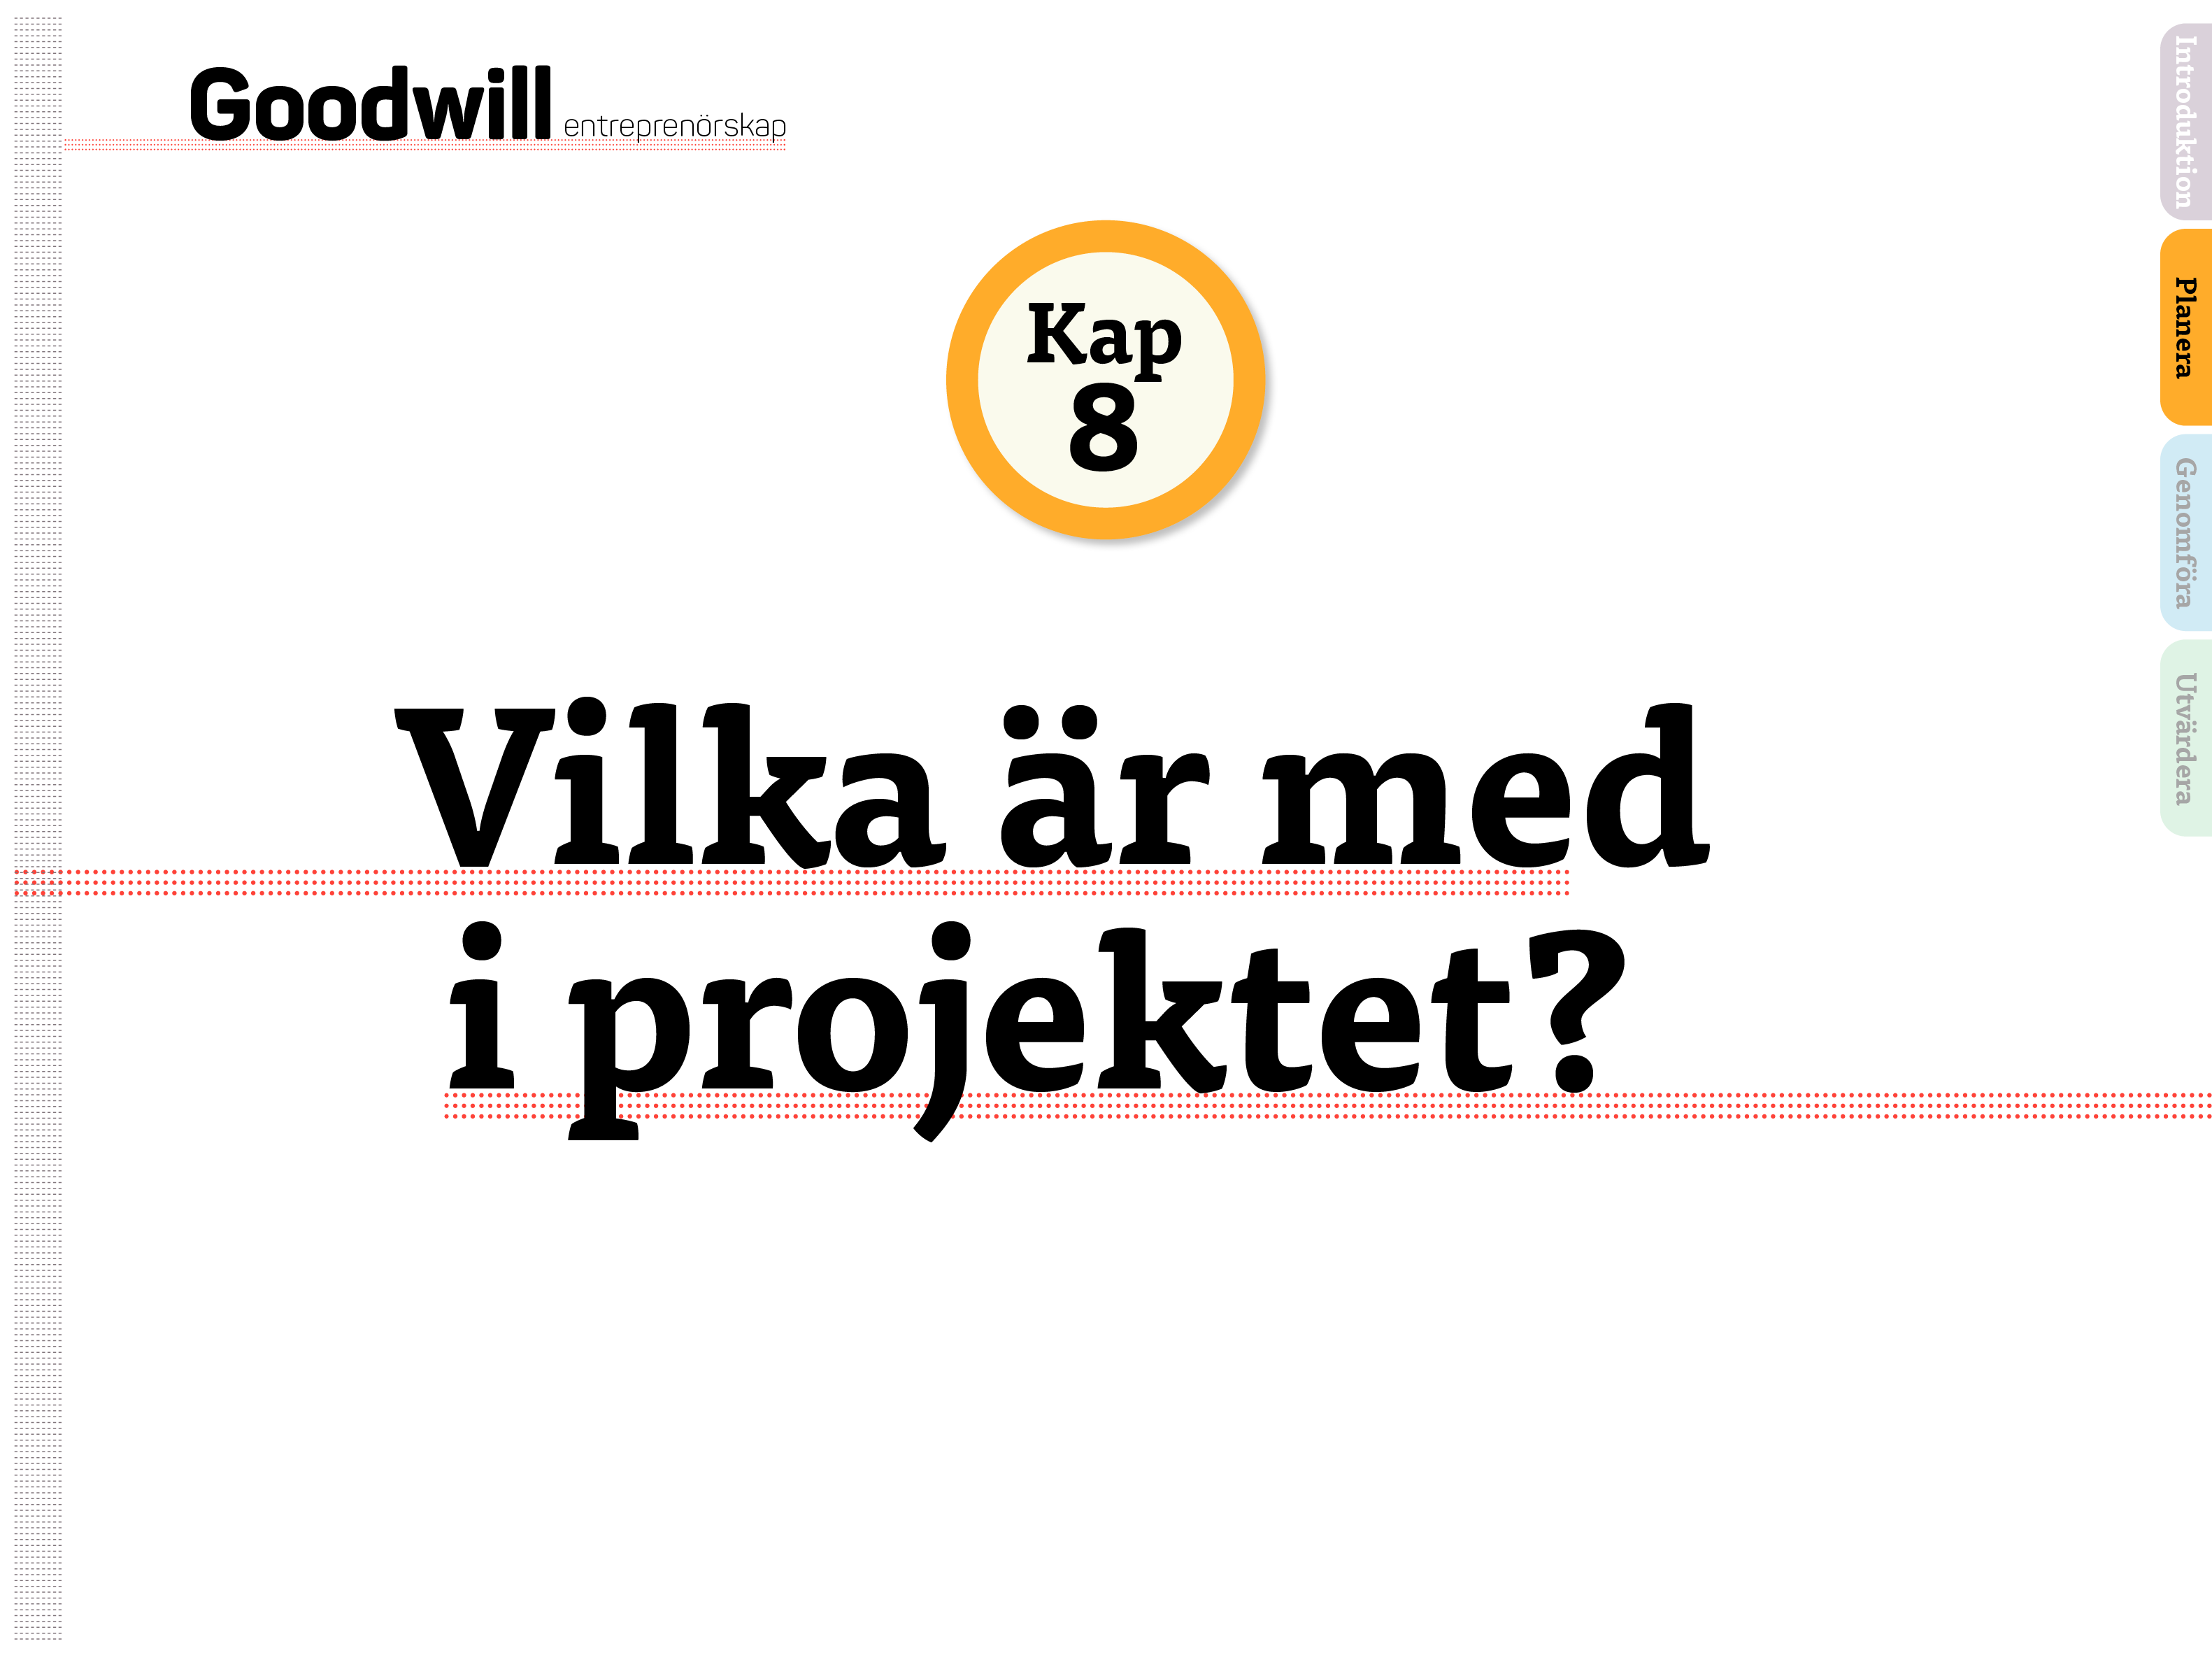 Goodwill entreprenörskap
Kap
8
Vilka är med
i projektet?
Introduktion
Planera
Genomföra
Utvärdera